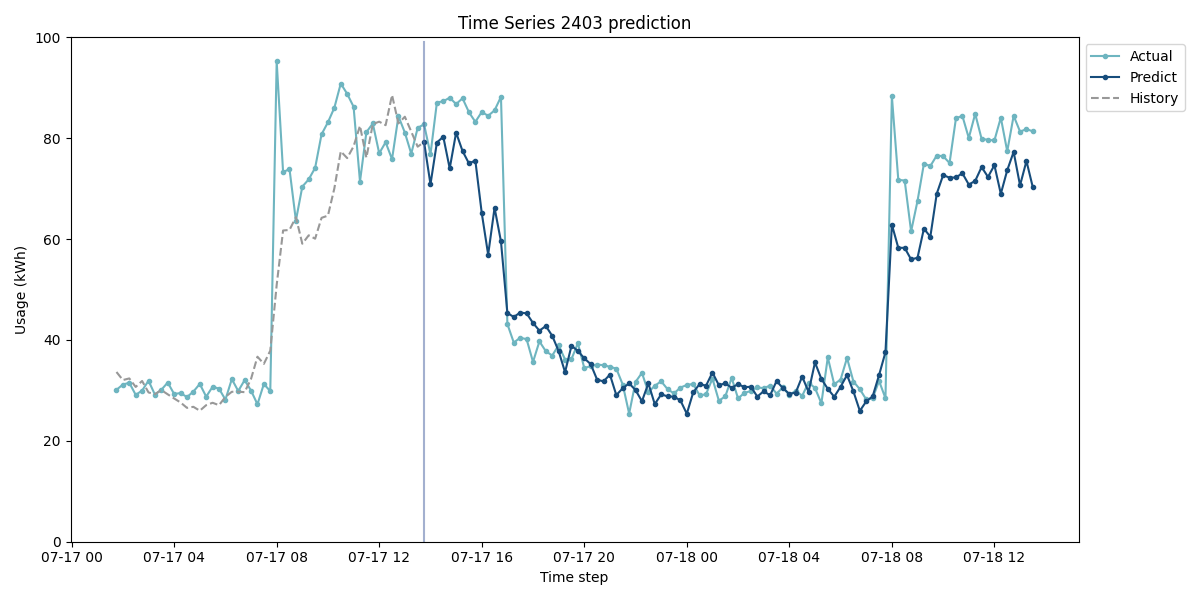 Time Series 2403 prediction
100
80
60
40
20
0
Usage (kWh)
07-17 00
07-17 04
07-17 08
07-17 12
07-17 16
07-17 20
07-18 00
07-18 04
07-18 08
07-18 12
Time step
Actual
Predict
History